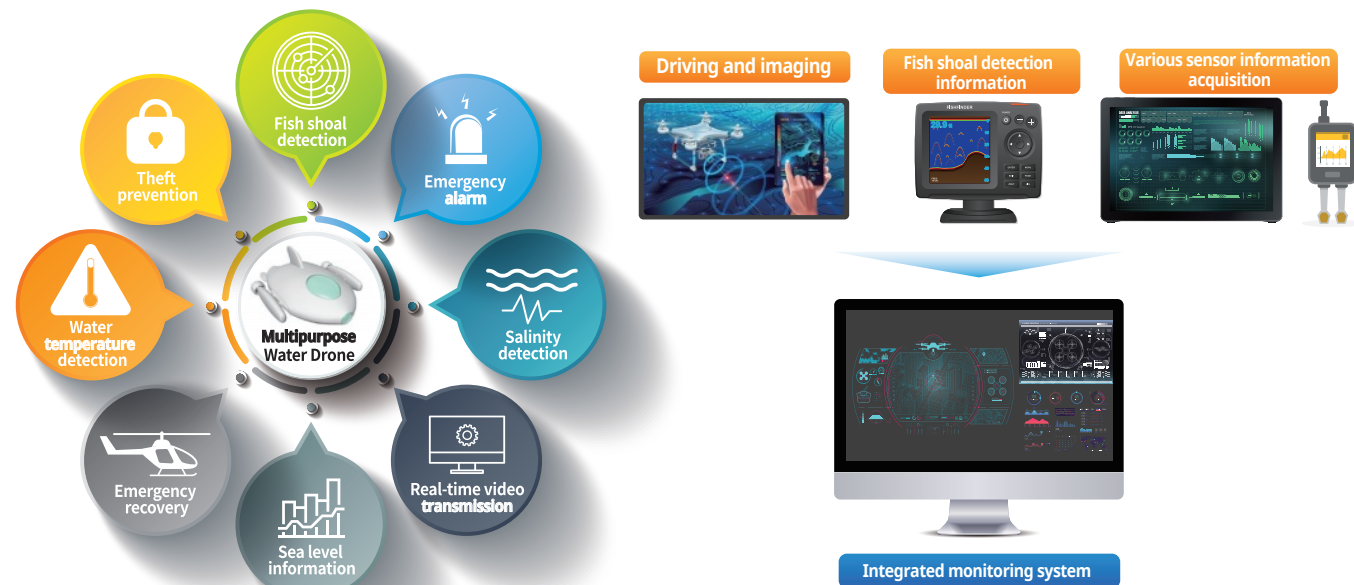 Fish shoal
detection
Emergency
alarm
Salinity
detection
Real-time video
transmission
Sea level
information
Emergency
recovery
Water
temperature
detection
Theft
prevention
Multipurpose
Water Drone
Driving and imaging
Fish shoal detection
information
FISHFINDER
Various sensor information
acquisition
Integrated monitoring system